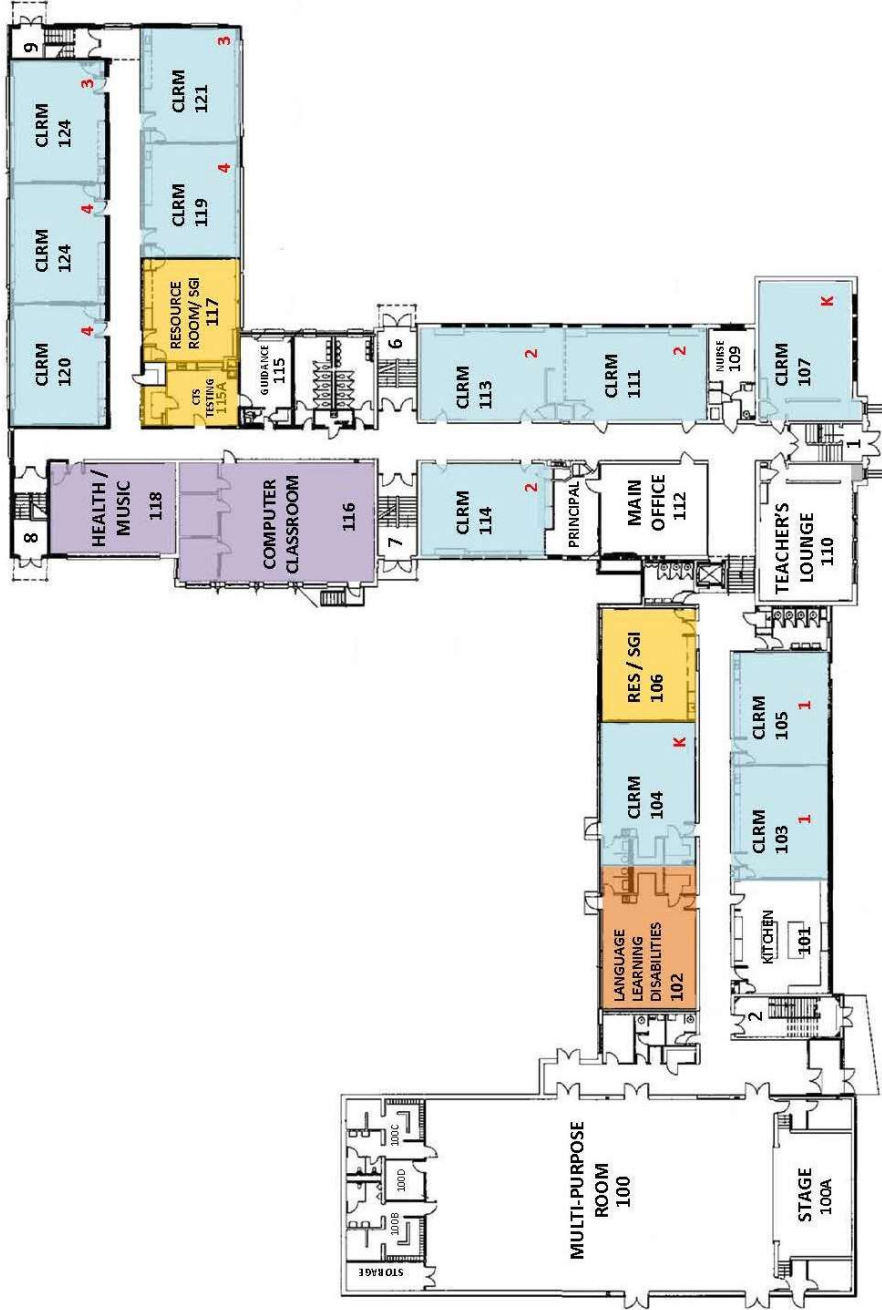 9
CLRM
124
3
CLRM
124
4
CLRM
120
4
CLRM
121
3
CLRM
119
4
RESOURCE
ROOM/ SGI
117
CTS
TESTING
115A
GUIDANCE
115
8
HEALTH /
MUSIC
118
COMPUTER
CLASSROOM
116
7
6
CLRM
114
2
CLRM
113
2
CLRM
111
2
PRINCIPAL
MAIN
OFFICE
112
NURSE
109
CLRM
107
K
1
TEACHER'S
LOUNGE
110
RES / SGI
106
CLRM
104
K
LANGUAGE
LEARNING
DISABILITIES
102
CLRM
105
1
CLRM
103
1
KITCHEN
101
2
100C
100D
100B
STORAGE
MULTI-PURPOSE
ROOM
100
STAGE
100A